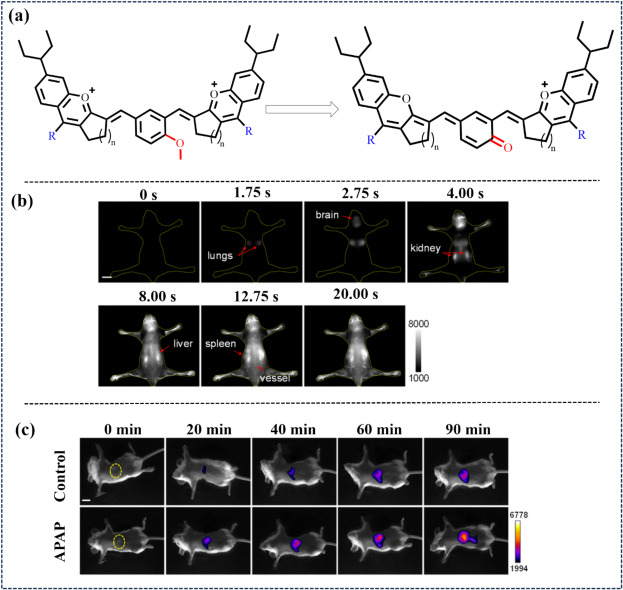 (a)
O
+
R
n
O
O
+
n
R
O
R
n
O
O
+
n
R
(b)
0 s 1.75 s 2.75 s 4.00 s
brain
lungs
kidney
8.00 s 12.75 s 20.00 s
liver
spleen
vessel
8000
1000
(c)
0 min 20 min 40 min 60 min 90 min
Control
APAP
6778
1994